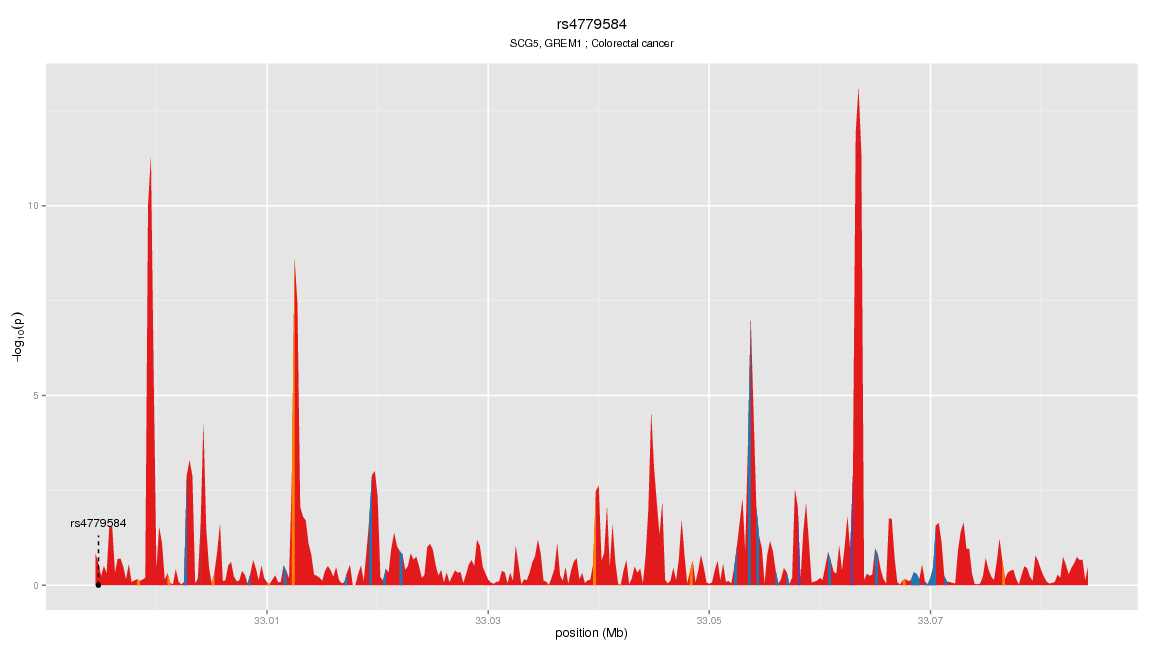 rs4779584
SCG5, GREM1 ; Colorectal cancer
−log10(p)
10
5
0
rs4779584
33.01
33.03
33.05
33.07
position (Mb)